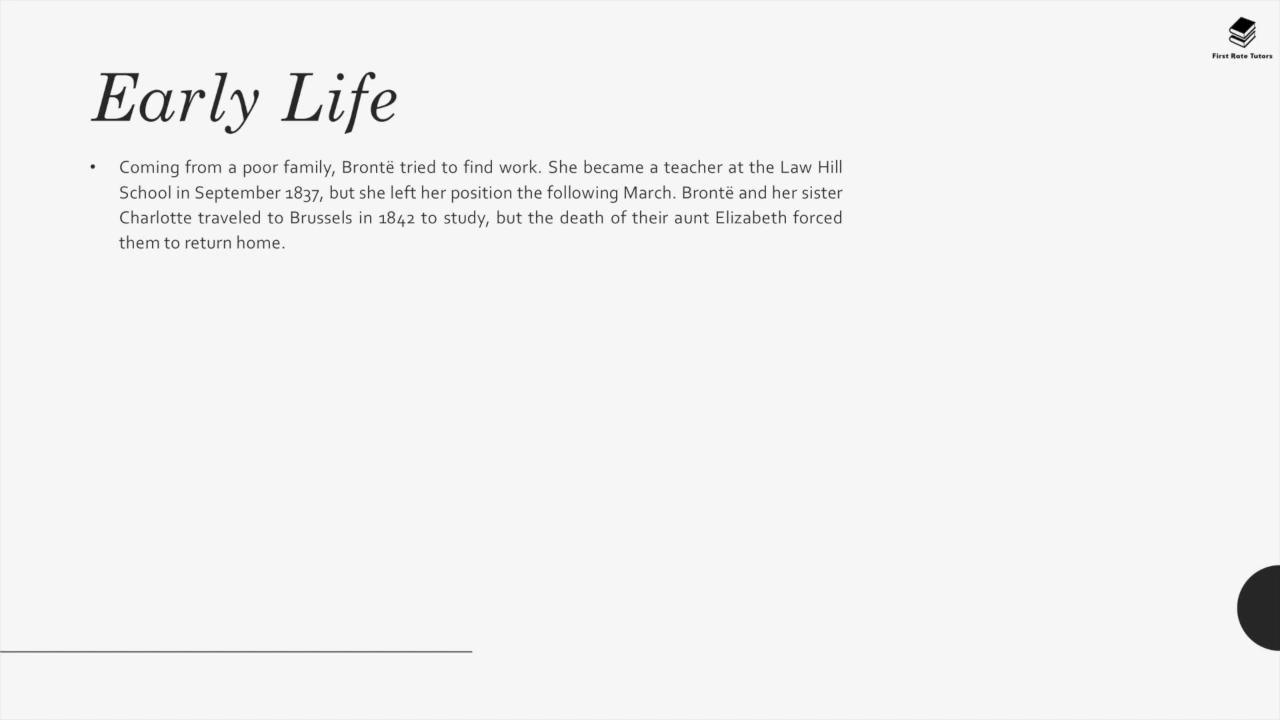 First Rate Tutors
Early Life
• Coming from a poor family, Brontë tried to find work. She became a teacher at the Law Hill
School in September 1837, but she left her position the following March. Brontë and her sister
Charlotte traveled to Brussels in 1842 to study, but the death of their aunt Elizabeth forced
them to return home.